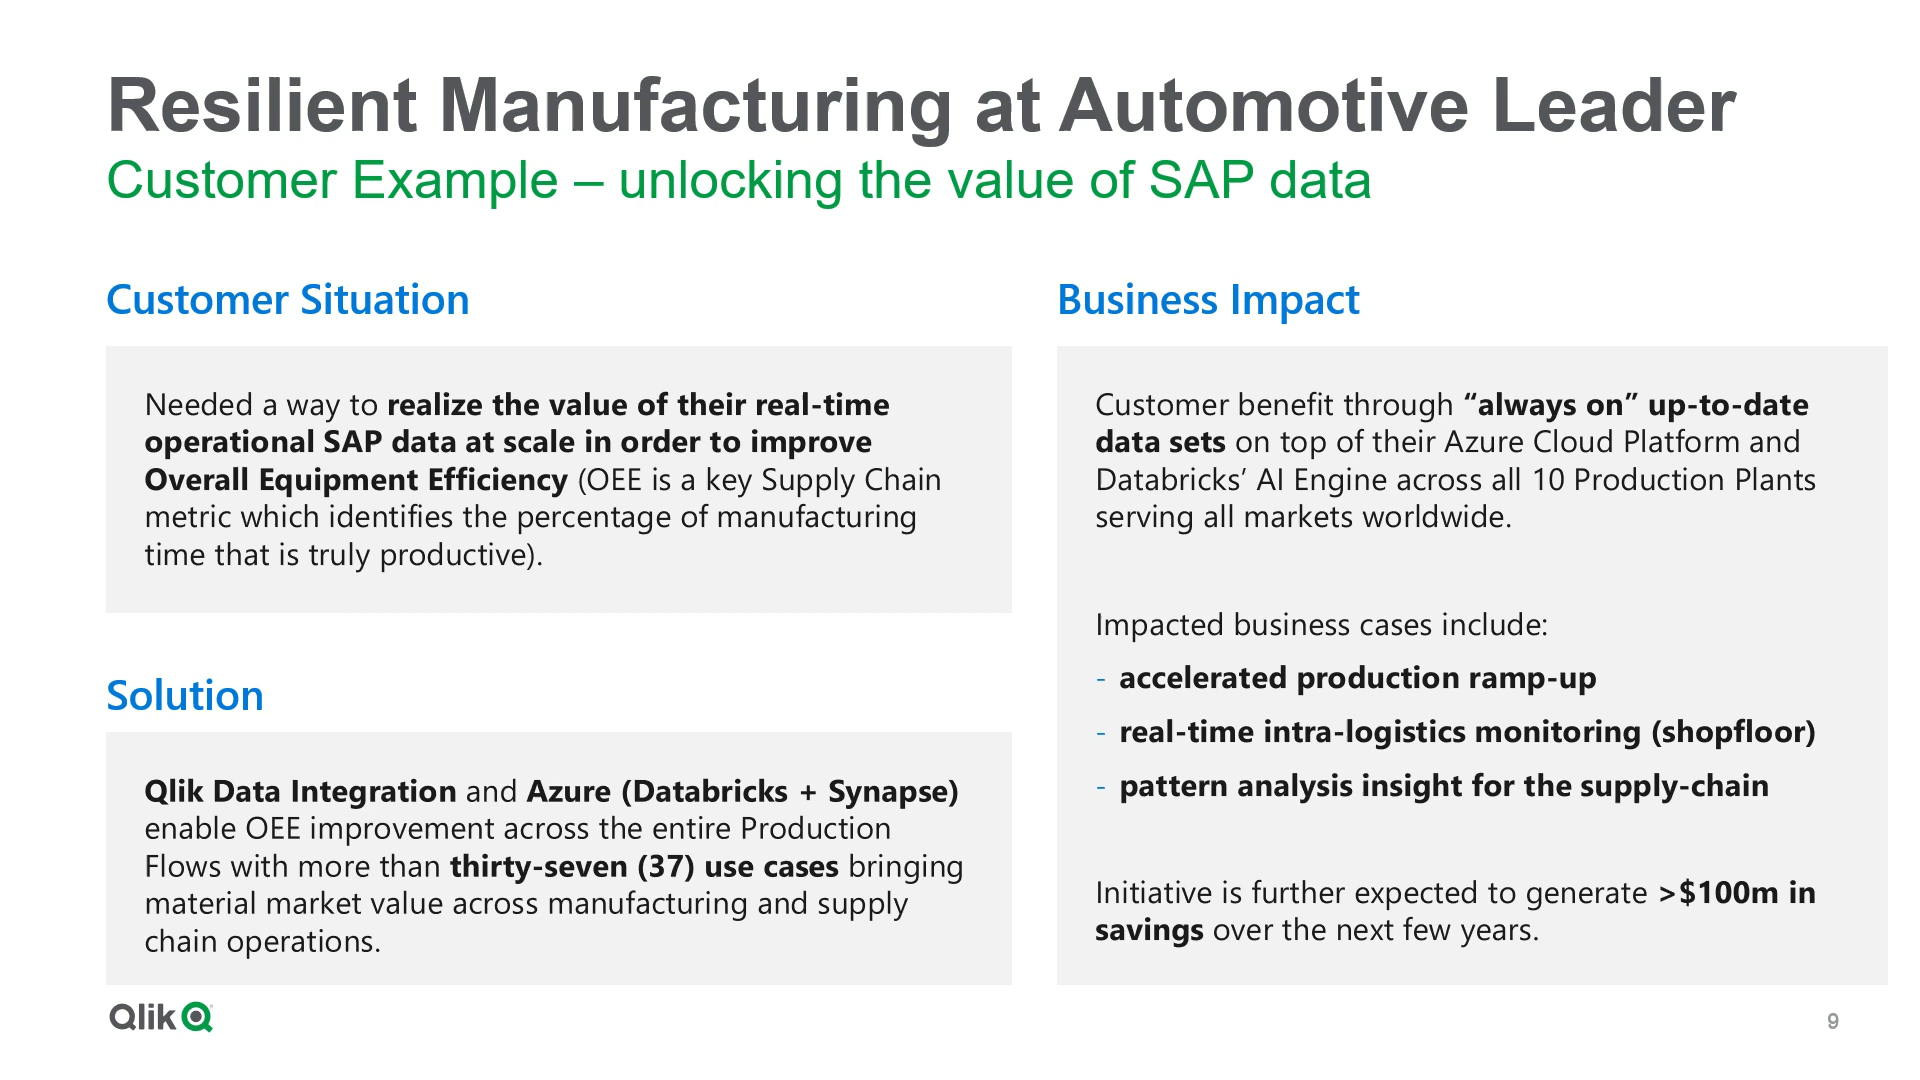 Resilient Manufacturing at Automotive Leader
Customer Example – unlocking the value of SAP data
Customer Situation
Needed a way to realize the value of their real-time
operational SAP data at scale in order to improve
Overall Equipment Efficiency (OEE is a key Supply Chain
metric which identifies the percentage of manufacturing
time that is truly productive).
Solution
Qlik Data Integration and Azure (Databricks + Synapse)
enable OEE improvement across the entire Production
Flows with more than thirty-seven (37) use cases bringing
material market value across manufacturing and supply
chain operations.
Business Impact
Customer benefit through “always on” up-to-date
data sets on top of their Azure Cloud Platform and
Databricks’ AI Engine across all 10 Production Plants
serving all markets worldwide.
Impacted business cases include:
- accelerated production ramp-up
- real-time intra-logistics monitoring (shopfloor)
- pattern analysis insight for the supply-chain
Initiative is further expected to generate >$100m in
savings over the next few years.
Qlik
9